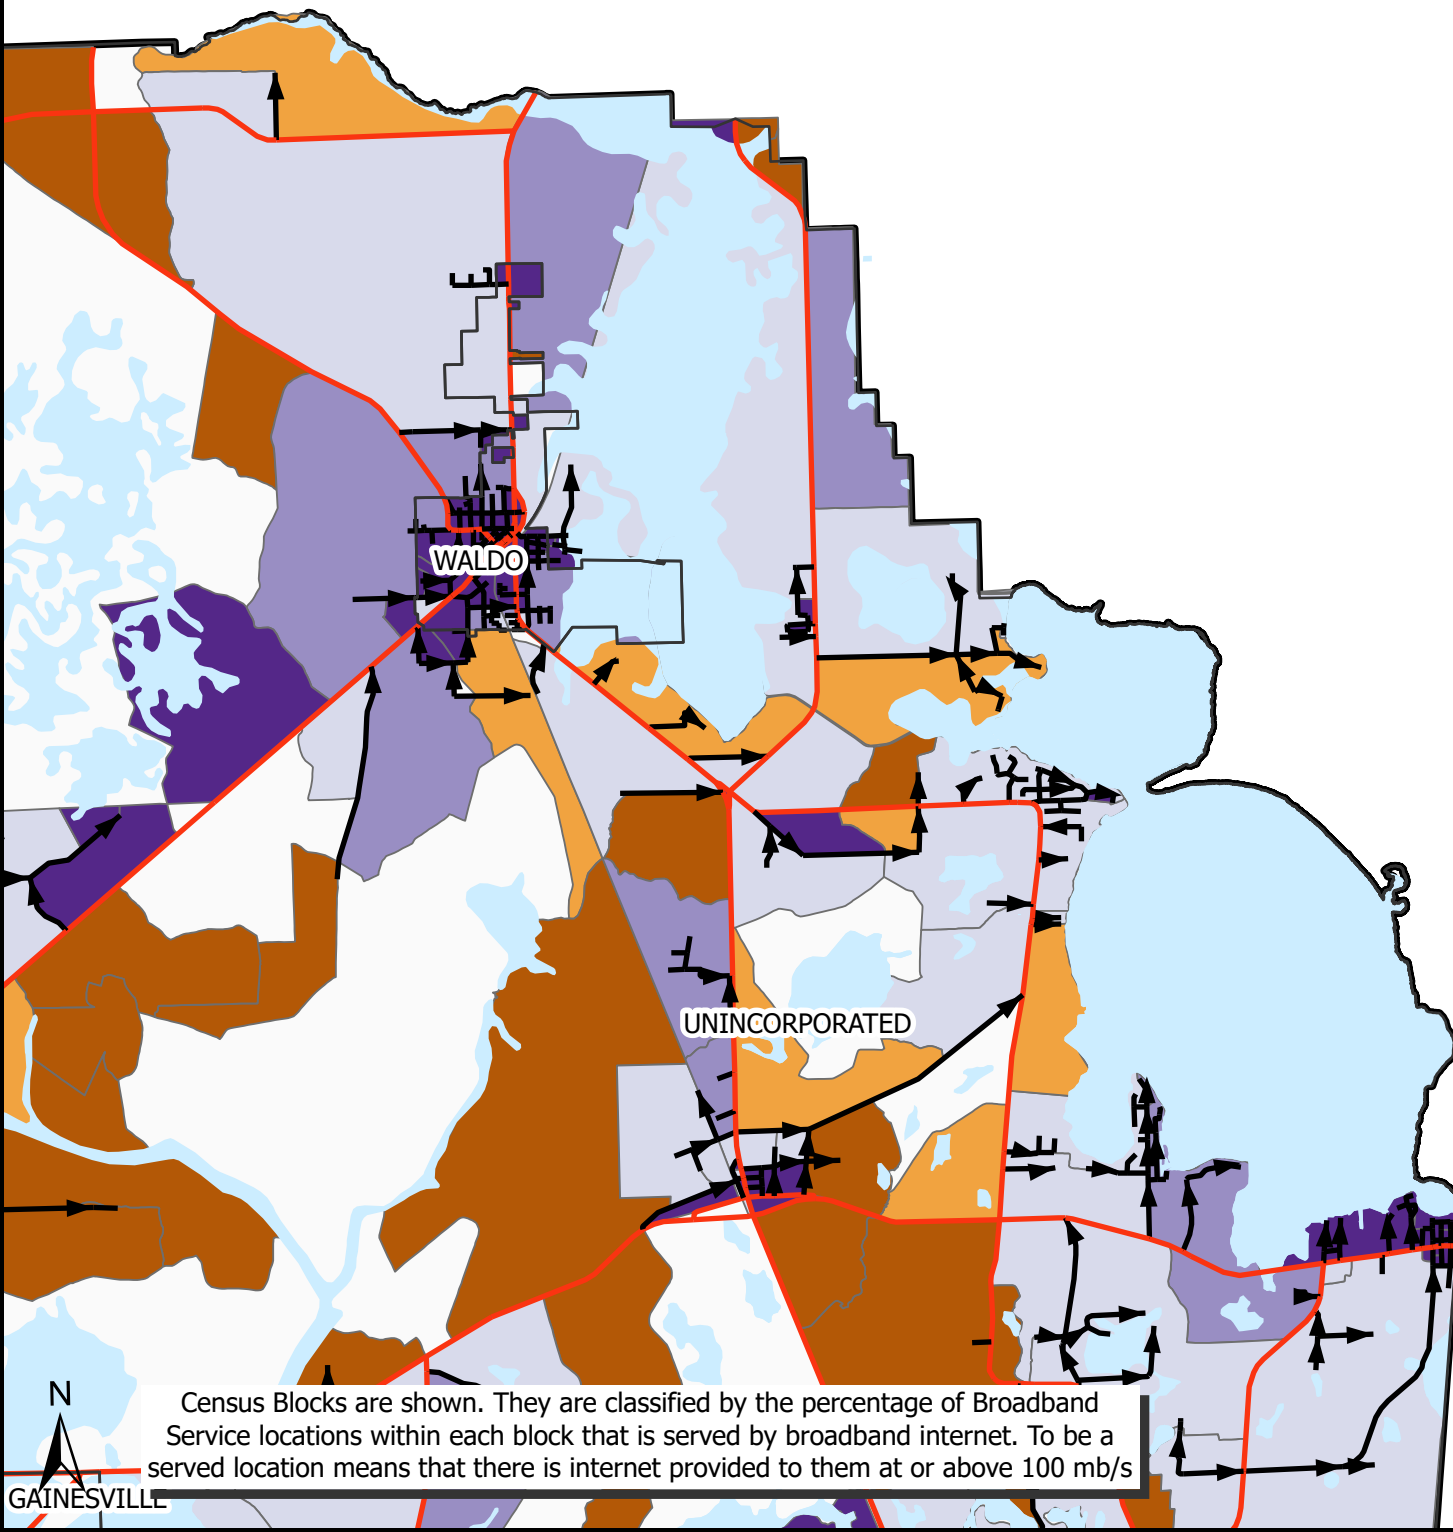 WALDO
UNINCORPORATED
N
Census Blocks are shown. They are classified by the percentage of Broadband
Service locations within each block that is served by broadband internet. To be a
served location means that there is internet provided to them at or above 100 mb/s
GAINESVILLE